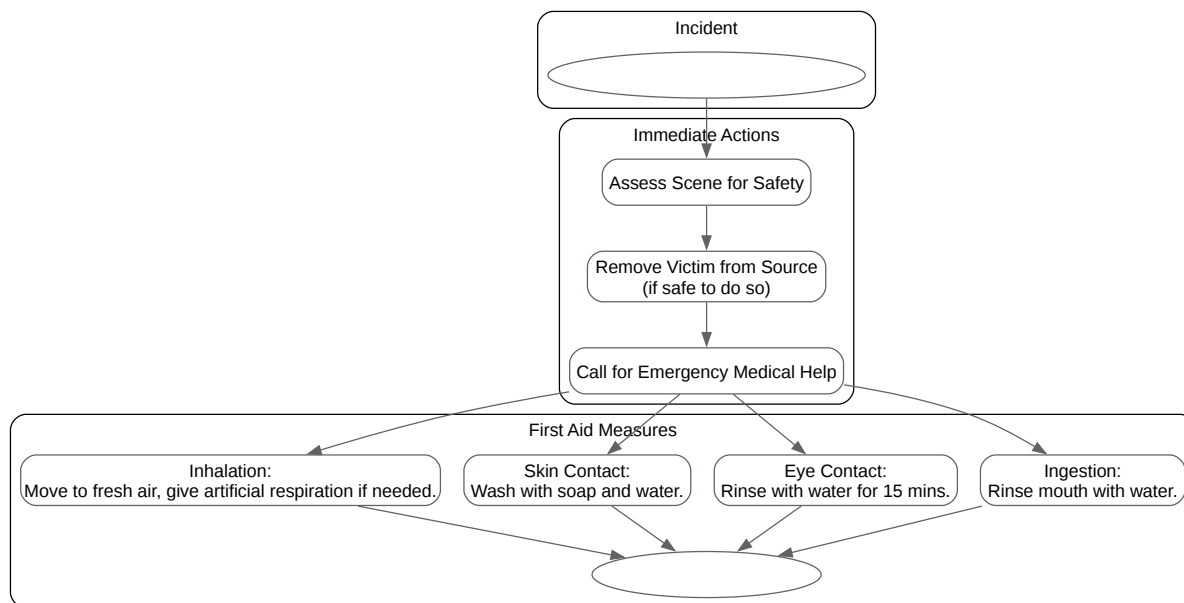 Incident
Immediate Actions
Assess Scene for Safety
Remove Victim from Source
(if safe to do so)
Call for Emergency Medical Help
First Aid Measures
Inhalation:
Move to fresh air, give artificial respiration if needed.
Skin Contact:
Wash with soap and water.
Eye Contact:
Rinse with water for 15 mins.
Ingestion:
Rinse mouth with water.